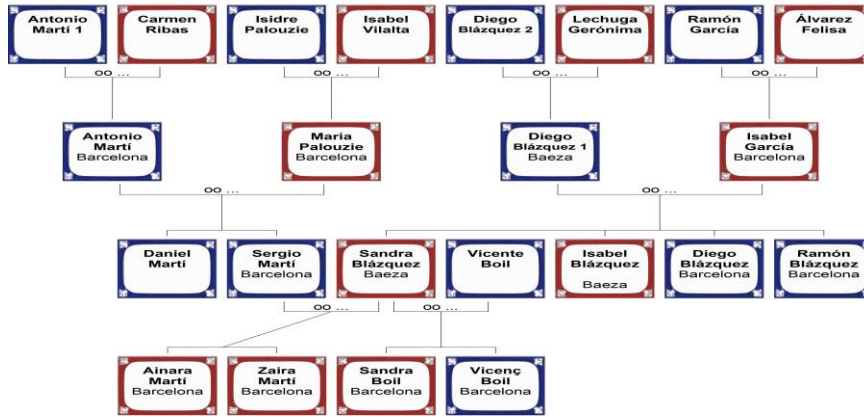 Antonio
Martí 1
Carmen
Ribas
Isidre
Palouzie
Isabel
Vilalta
Diego
Blázquez 2
Lechuga
Gerónima
Ramón
García
Álvarez
Felisa
oo ...
oo ...
oo ...
oo ...
Antonio
Martí
Barcelona
Maria
Palouzie
Barcelona
Diego
Blázquez 1
Baeza
Isabel
García
Barcelona
oo ...
oo ...
Daniel
Martí
Sergio
Martí
Barcelona
Sandra
Blázquez
Baeza
Vicente
Boil
Isabel
Blázquez
Baeza
Diego
Blázquez
Barcelona
Ramón
Blázquez
Barcelona
oo ...
oo ...
Ainara
Martí
Barcelona
Zaira
Martí
Barcelona
Sandra
Boil
Barcelona
Vicenç
Boil
Barcelona